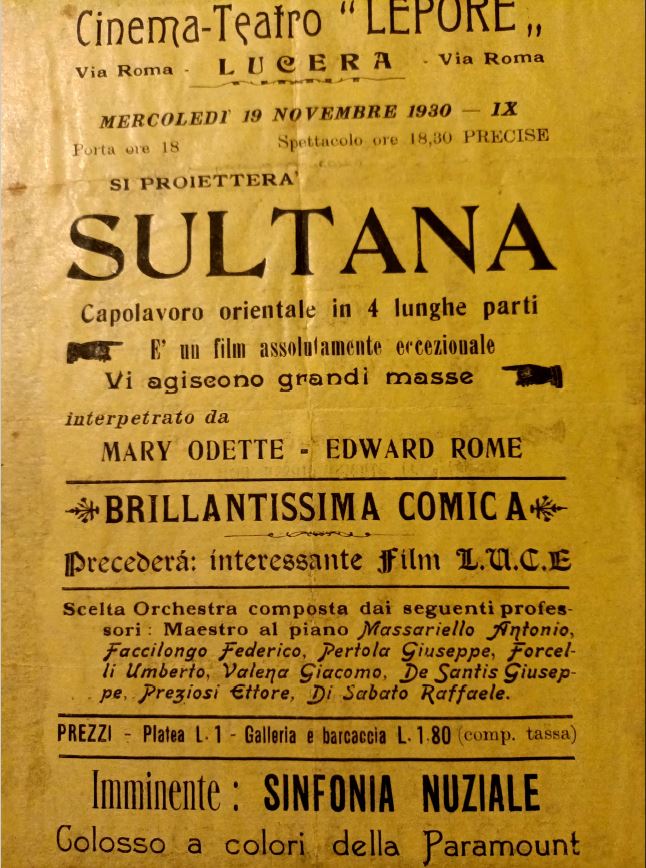 Cinema-Teatro “LEPORE„
Via Roma - LUCERA - Via Roma
MERCOLEDI' 19 NOVEMBRE 1930 — IX
Porta ore 18 Spettacolo ore 18,30 PRECISE
SI PROIETTERA'
SULTANA
Capolavoro orientale in 4 lunghe parti
E' un film assolutamente eccezionale
Vi agiscono grandi masse
interpetrato da
MARY ODETTE - EDWARD ROME
BRILLANTISSIMA COMICA
Precederá: interessante Film L.U.C.E
Scelta Orchestra composta dai seguenti profes-
sori : Maestro al piano Massariello Antonio,
Faccilongo Federico, Pertola Giuseppe, Forcel-
li Umberto, Valena Giacomo, De Santis Giusep-
pe, Preziosi Ettore, Di Sabato Raffaele.
PREZZI - Platea L. 1 - Galleria e barcaccia L. 1.80 (comp. tassa)
Imminente : SINFONIA NUZIALE
Colosso a colori della Paramount